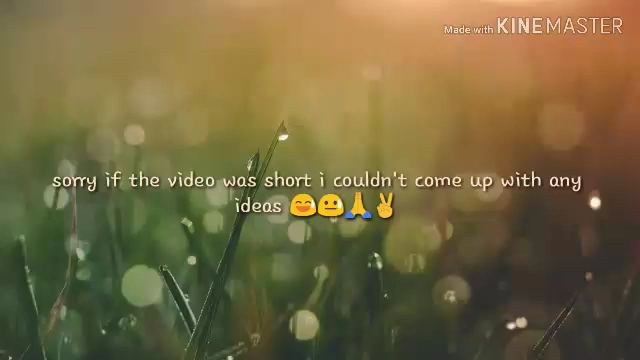 Made with KINEMASTER
sorry if the video was short i couldn't come up with any
ideas 😅😐🙏✌